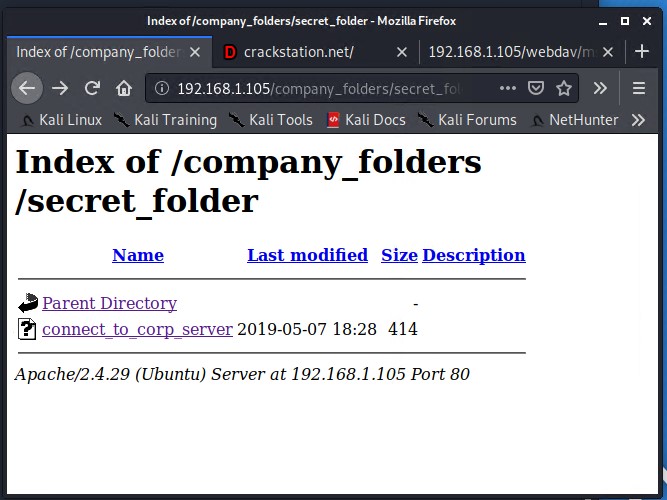 Index of /company_folders/secret_folder - Mozilla Firefox
Index of /company_folder crackstation.net/ 192.168.1.105/webdav/m
192.168.1.105/company_folders/secret_fol
Kali Linux Kali Training Kali Tools Kali Docs Kali Forums NetHunter
Index of /company_folders
/secret_folder
Name Last modified Size Description
Parent Directory -
connect_to_corp_server 2019-05-07 18:28 414
Apache/2.4.29 (Ubuntu) Server at 192.168.1.105 Port 80